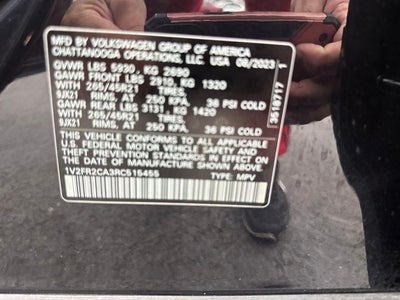 MFD BY VOLKSWAGEN GROUP OF AMERICA
CHATTANOOGA OPERATIONS, LLC. USA 08/2023
GVWR LBS 5930 KG 2690
GAWR FRONT LBS 2910 KG 1320
WITH 265/45R21 TIRES,
9JX21 RIMS, AT 250 KPA, 36 PSI COLD
GAWR REAR LBS 3131 KG 1420
WITH 265/45R21 TIRES,
9JX21 RIMS, AT 250 KPA, 36 PSI COLD
THIS VEHICLE CONFORMS TO ALL APPLICABLE
U.S. FEDERAL MOTOR VEHICLE SAFETY AND
THEFT PREVENTION STANDARDS IN EFFECT ON
THE DATE OF MANUFACTURE SHOWN ABOVE.
1V2FR2CA3RC515455 TYPE: MPV